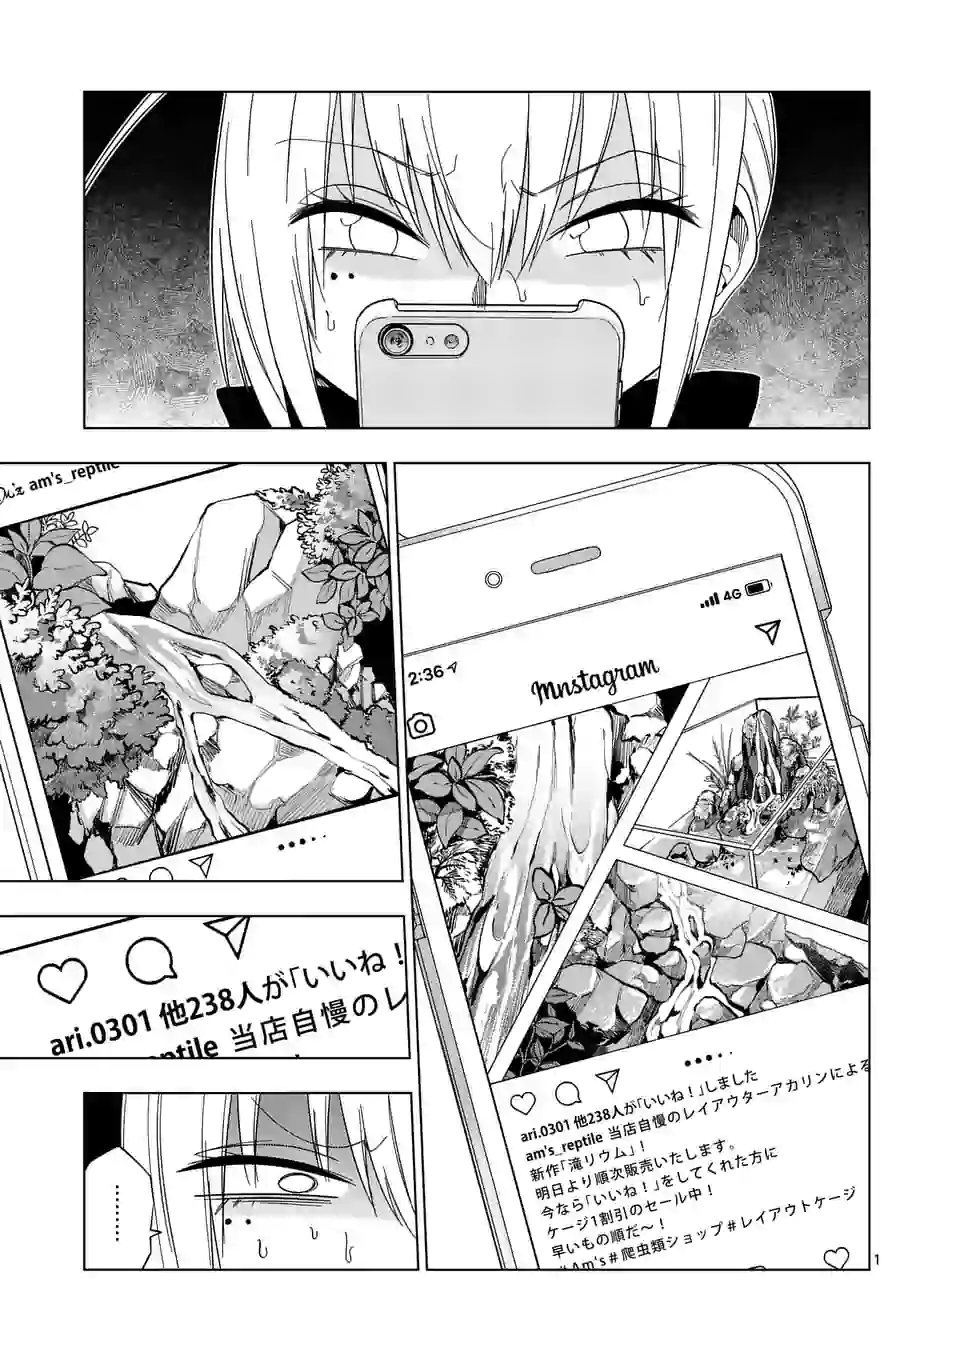 4G
2:36
Mnstagram
ari.0301 他238人が「いいね！」しました
am's_reptile 当店自慢のレイアウターアカリンによる
新作「滝リウム」！
明日より順次販売いたします。
今なら「いいね！」をしてくれた方に
ケージ1割引のセール中！
早いもの順だ〜！
#Am's#爬虫類ショップ#レイアウトケージ
am's_reptile
ari.0301 他238人が「いいね！
reptile 当店自慢のレイ
……
1